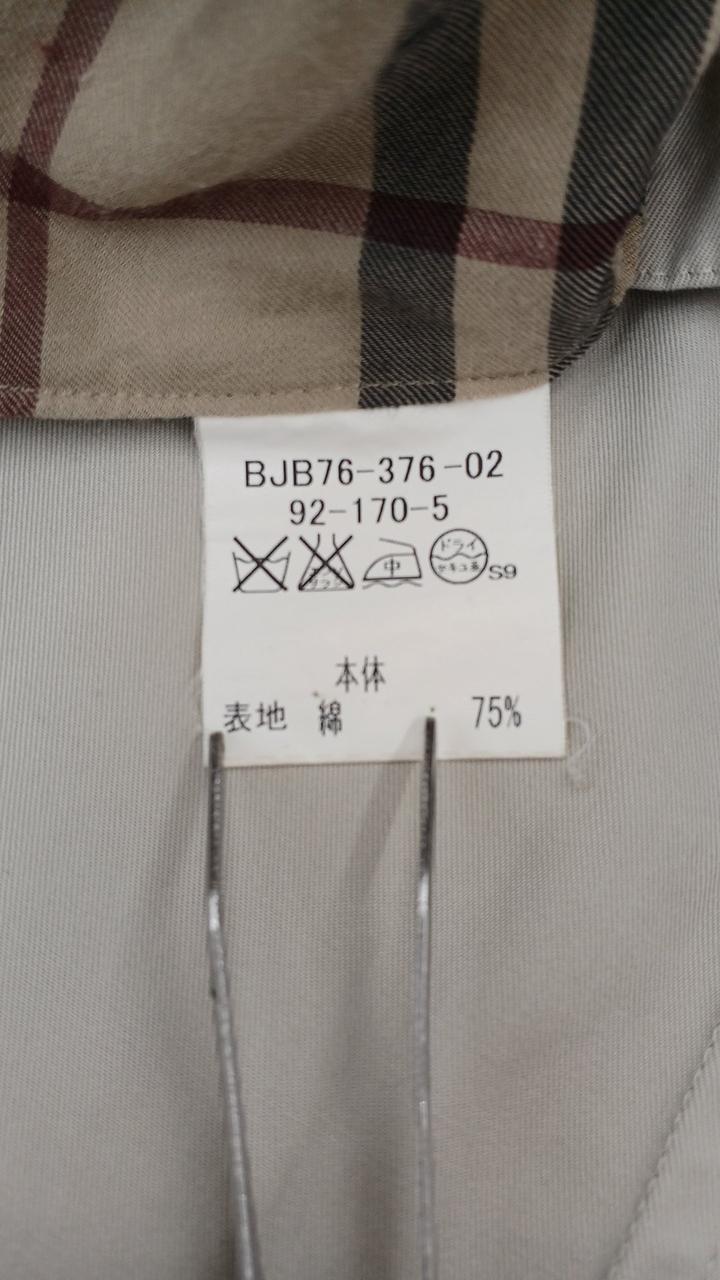 BJB76-376-02
92-170-5
中 ドライ セキユ系 S9
本体
表地 綿 75%